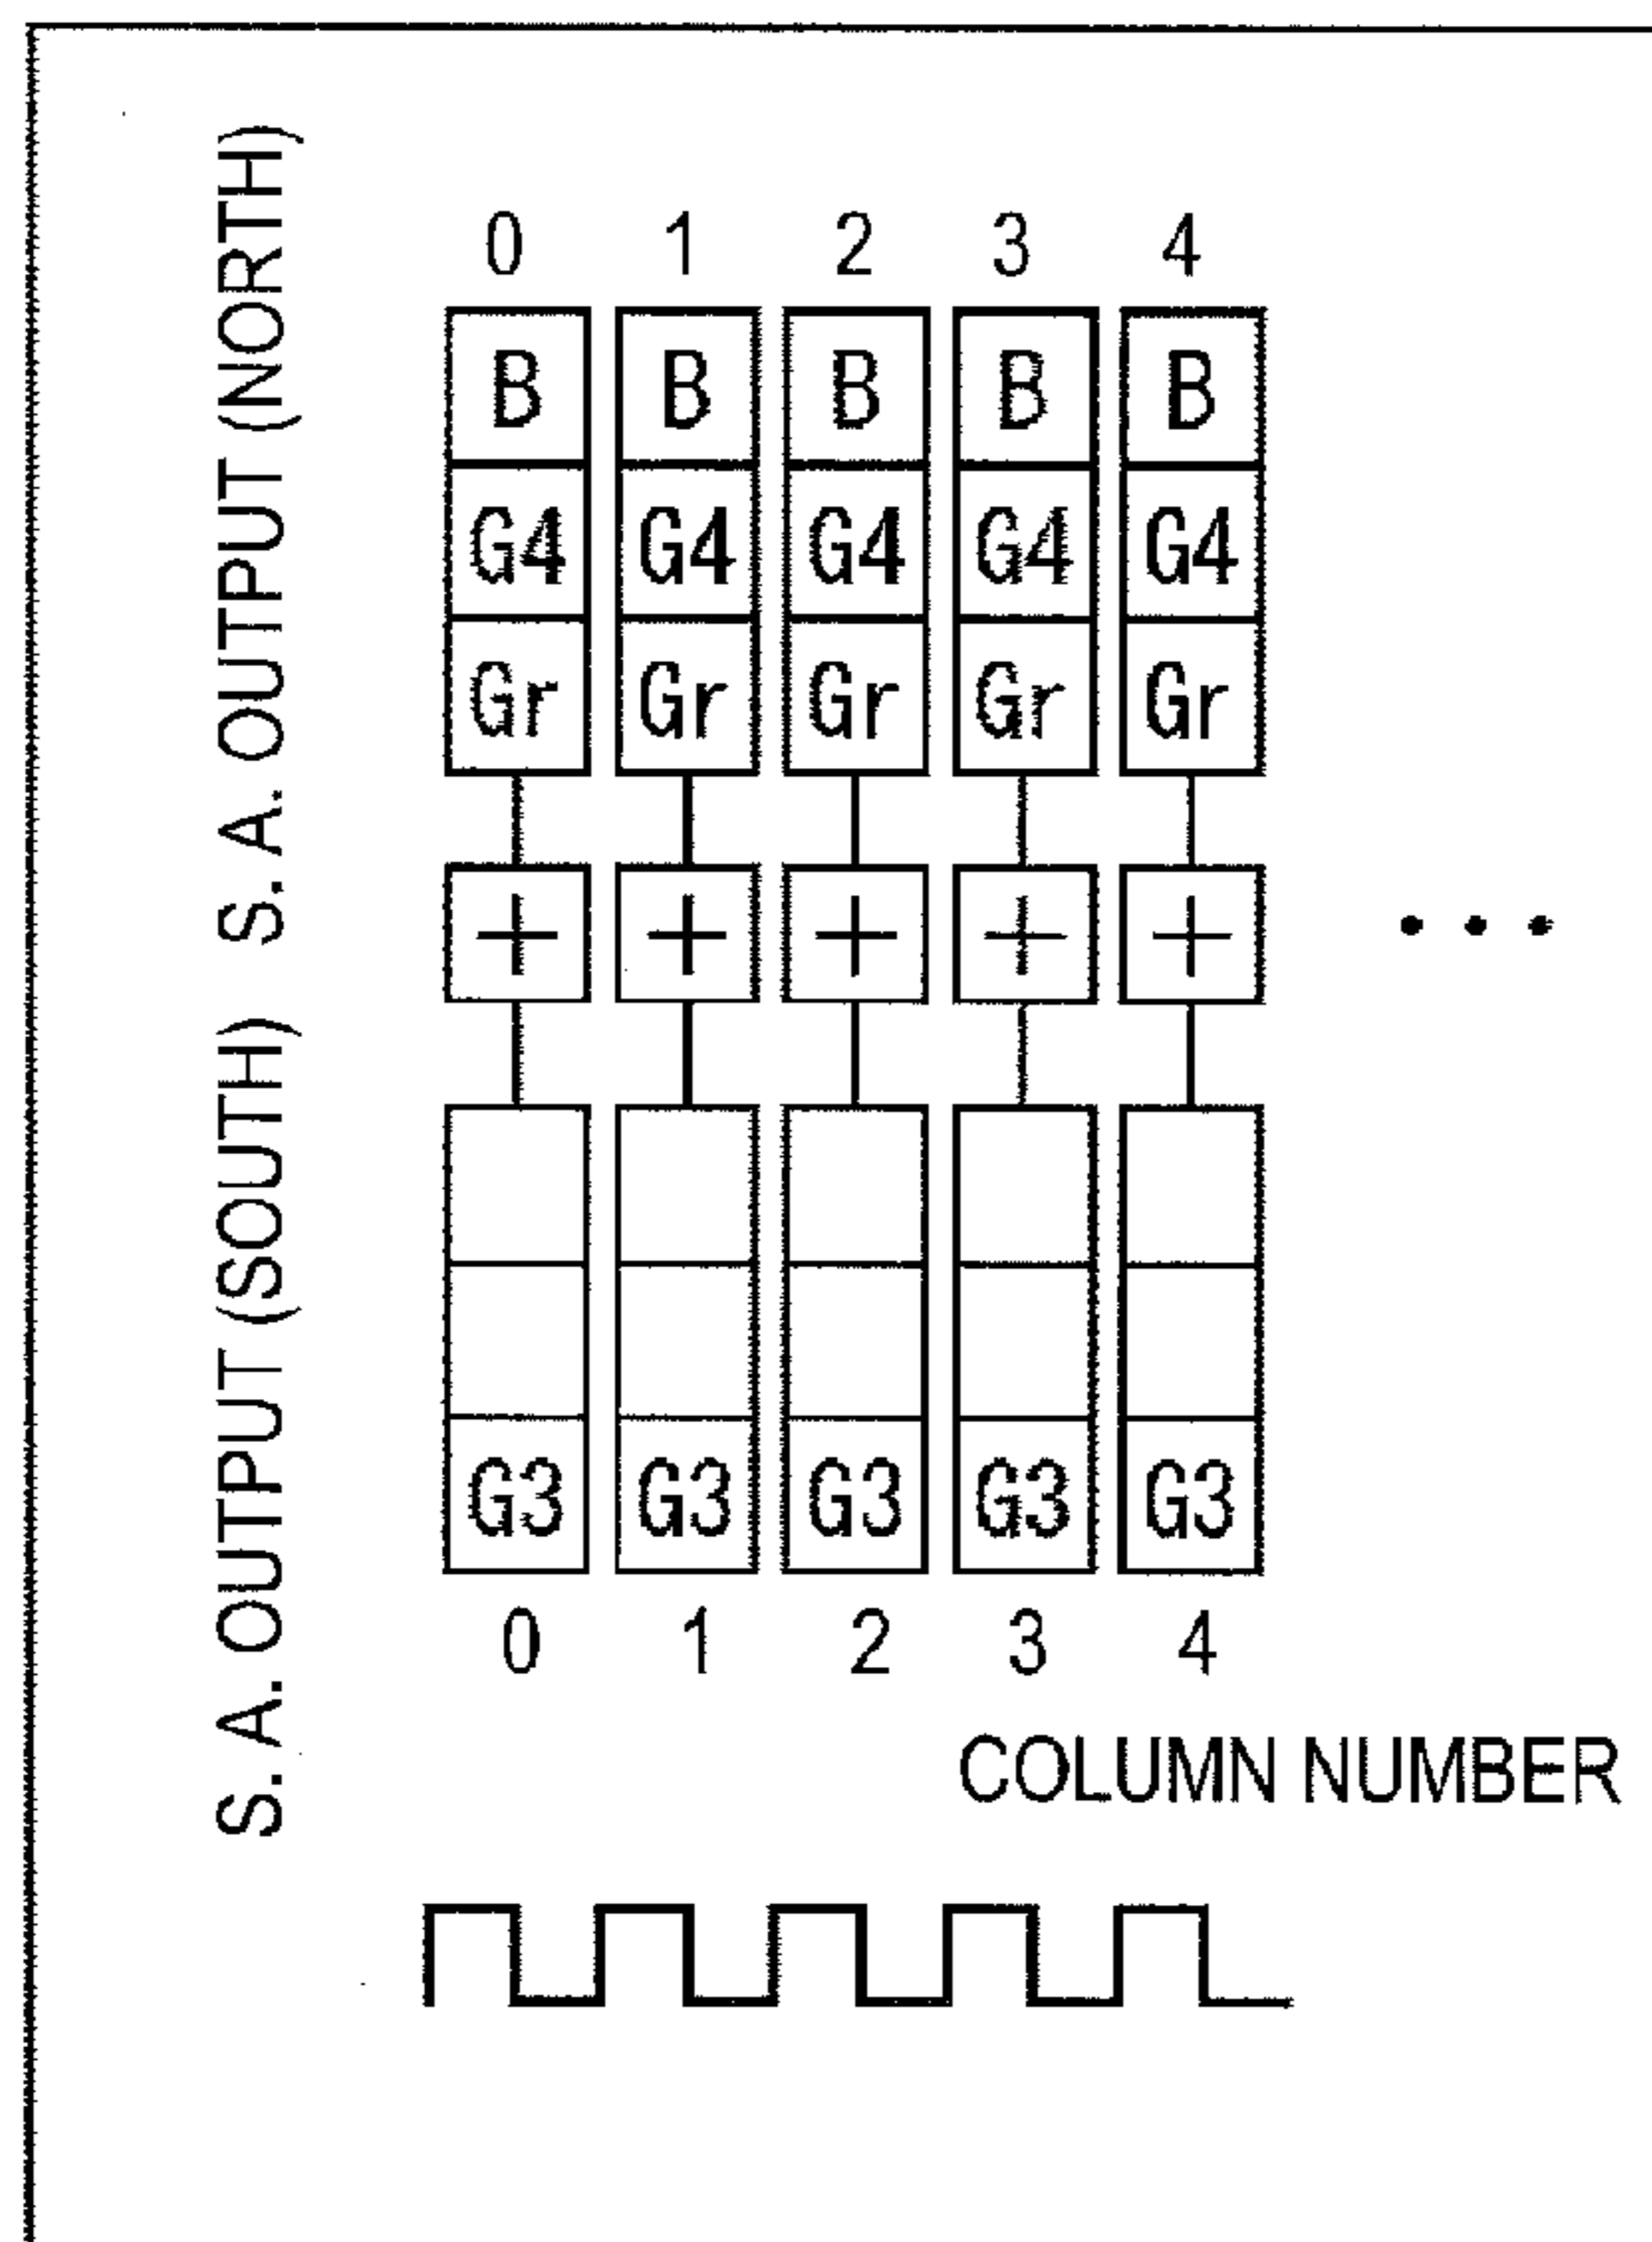 S. A. OUTPUT (NORTH)
0 1 2 3 4
B B B B B
G4 G4 G4 G4 G4
Gr Gr Gr Gr Gr
+ + + + +
• • •
S. A. OUTPUT (SOUTH)
G3 G3 G3 G3 G3
0 1 2 3 4
COLUMN NUMBER